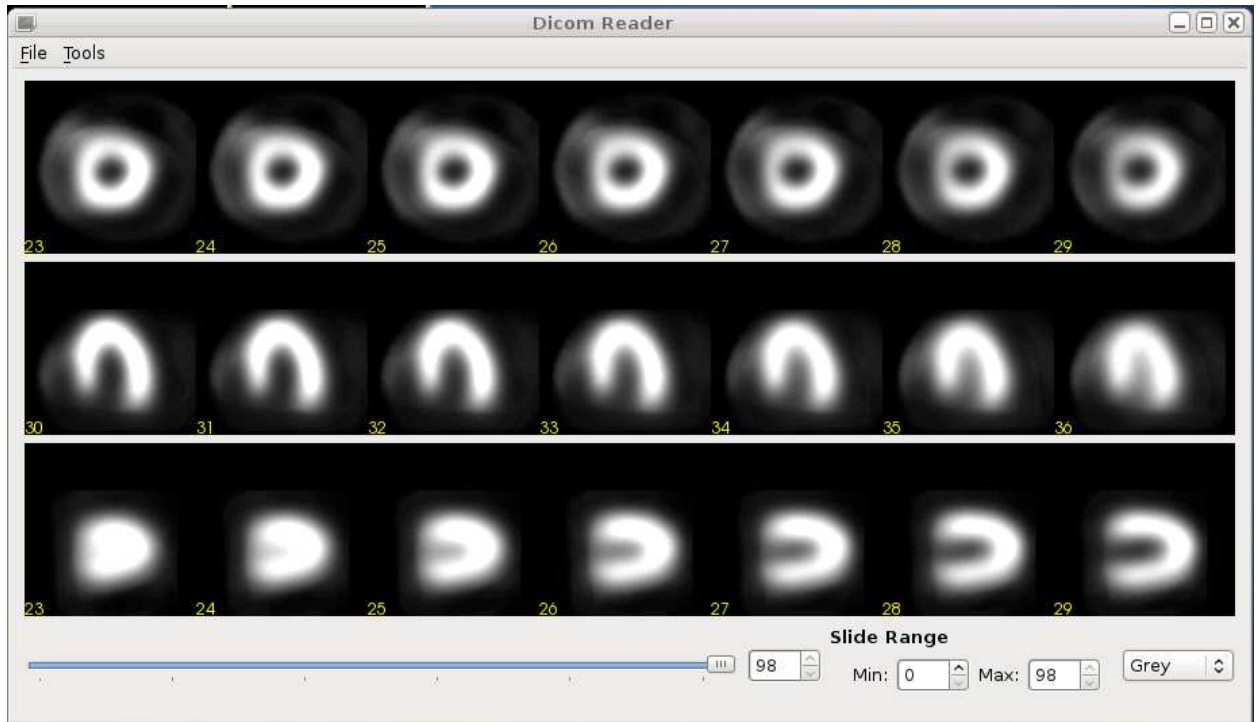 Dicom Reader
File Tools
23 24 25 26 27 28 29
30 31 32 33 34 35 36
23 24 25 26 27 28 29
Slide Range
98 Min: 0 Max: 98 Grey